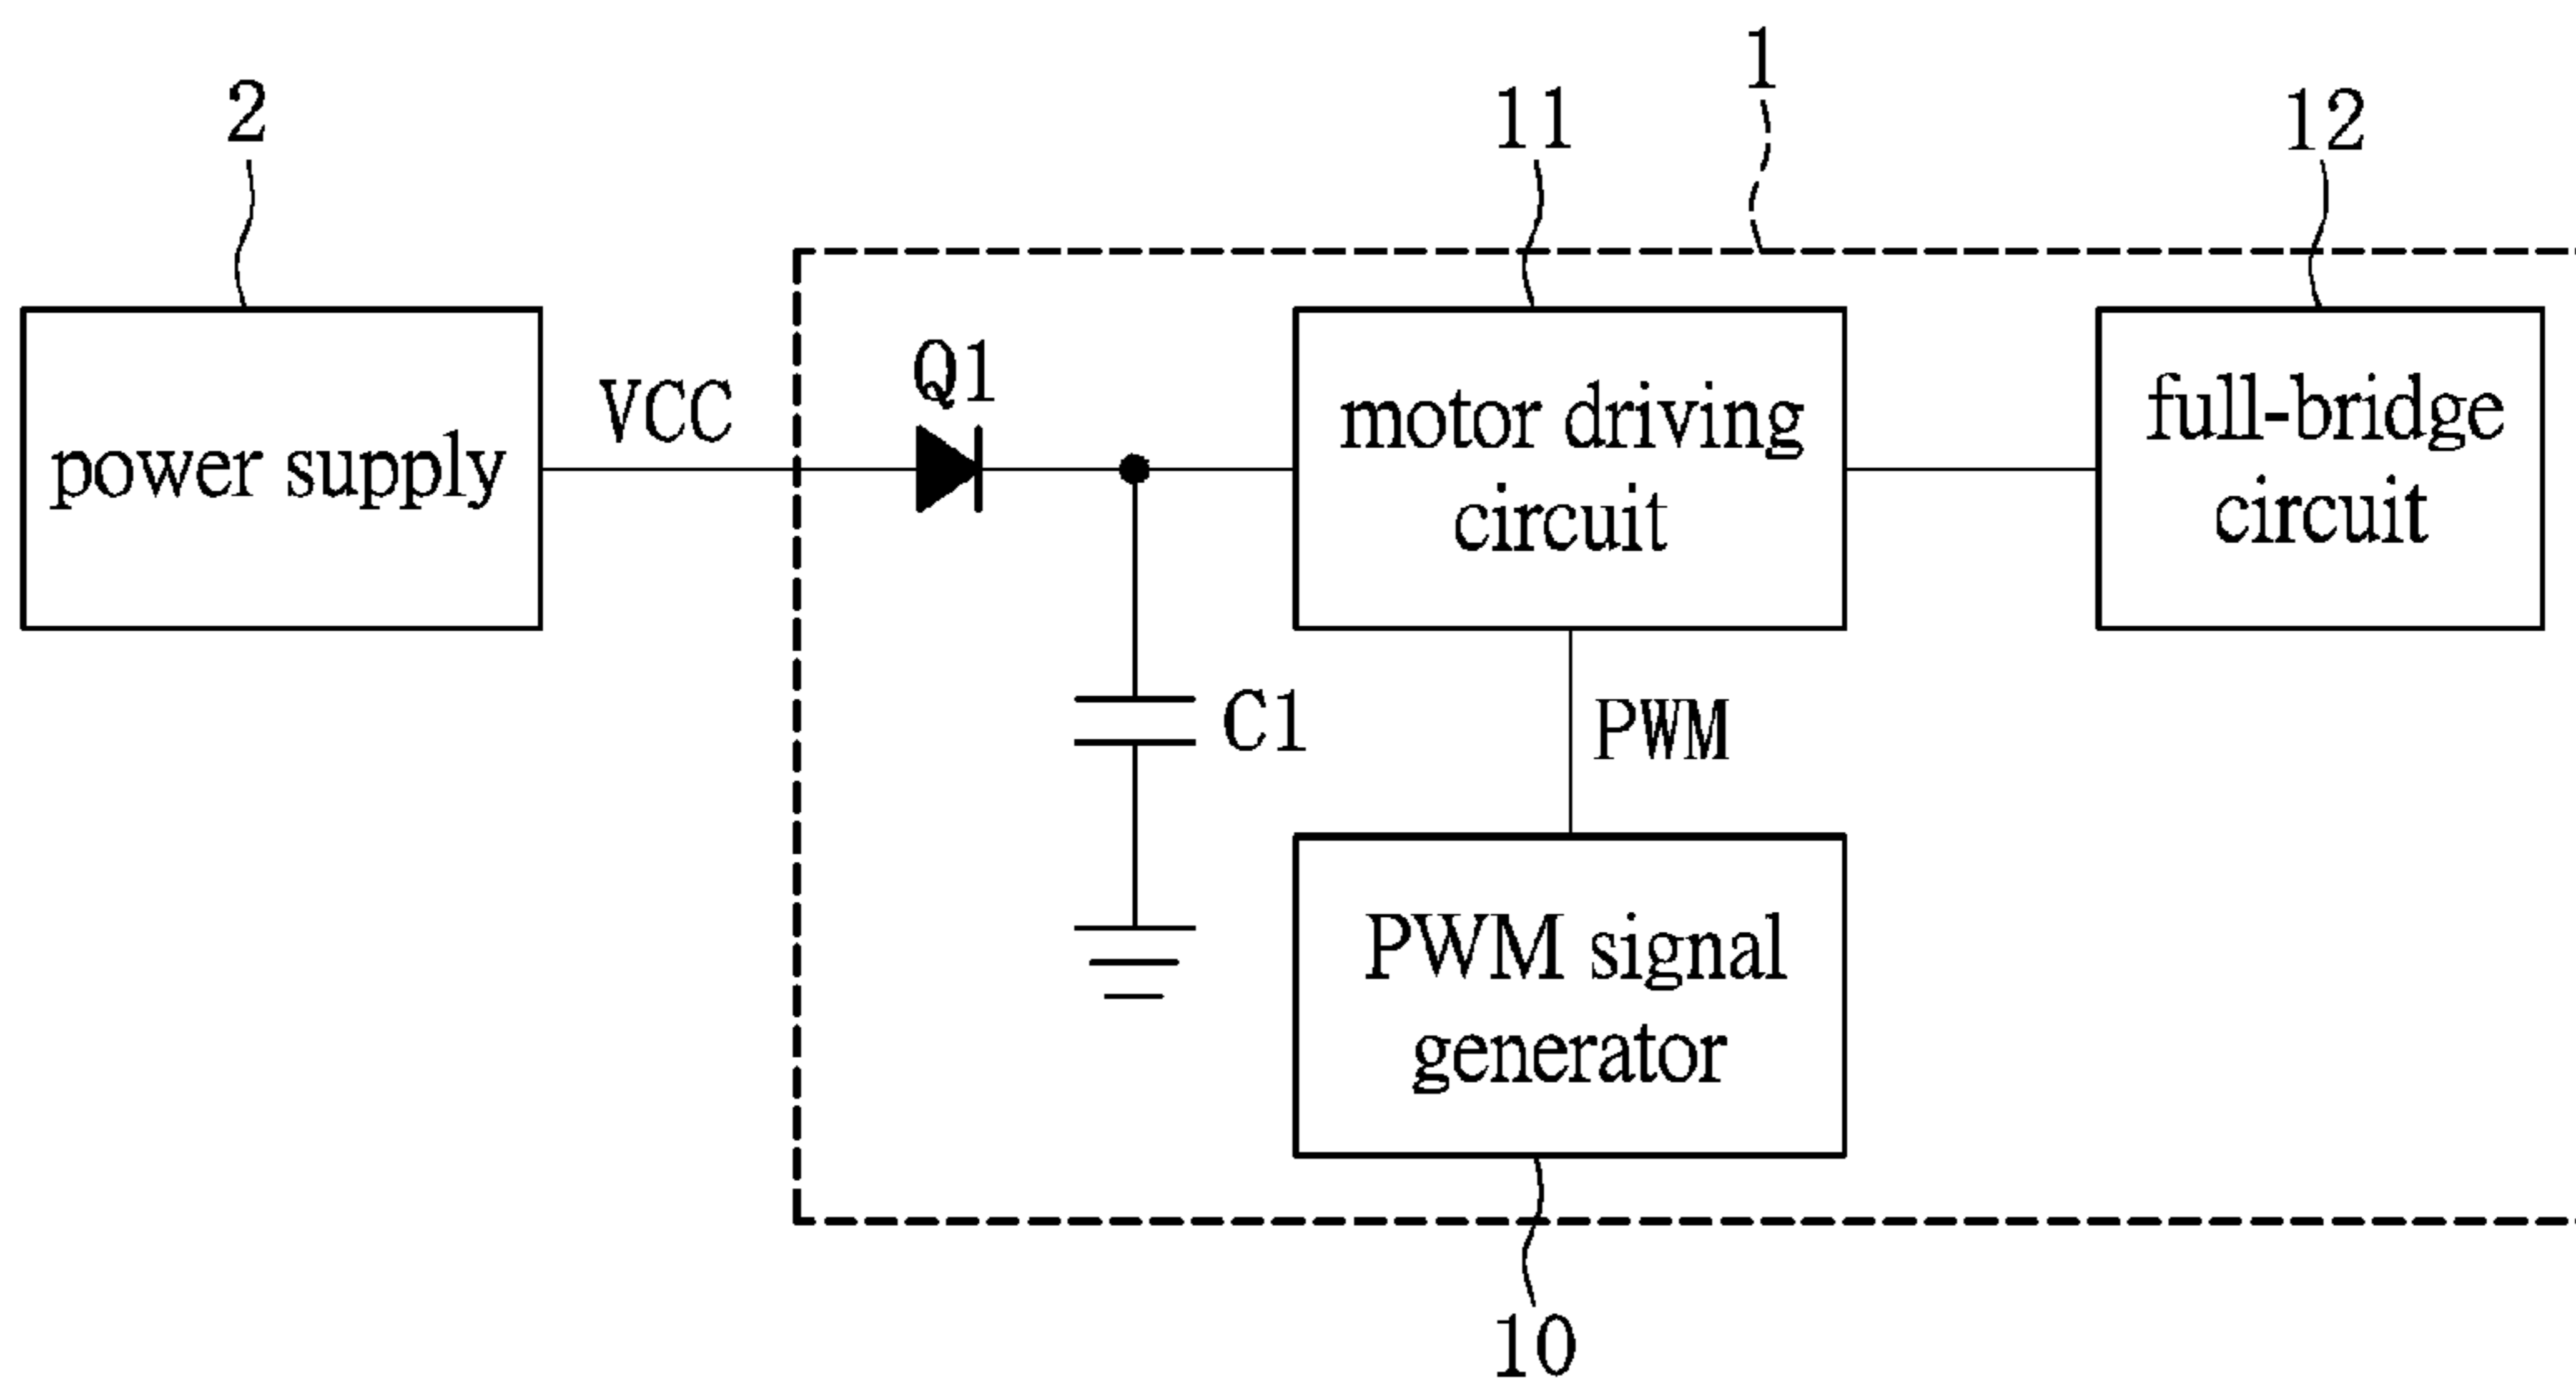 1
2
11
12
Q1
VCC
power supply
motor driving
circuit
full-bridge
circuit
C1
PWM
PWM signal
generator
10